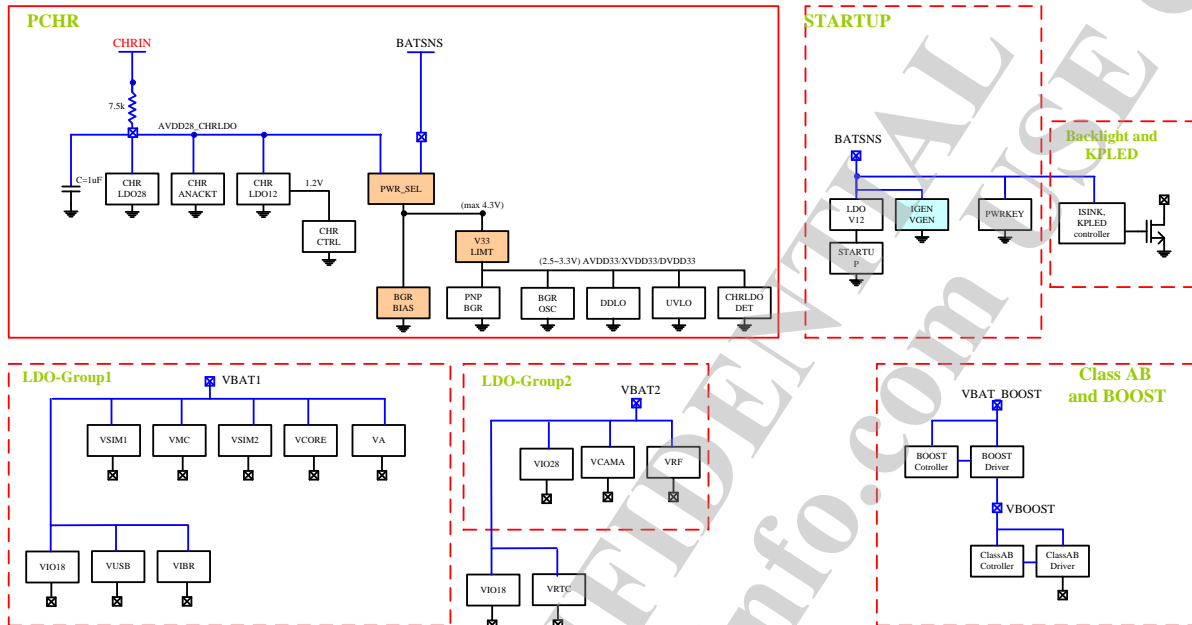 PCHR
CHRIN
BATSNS
7.5k
AVDD28_CHRLDO
C=1uF
CHR
LDO28
CHR
ANACKT
CHR
LDO12
1.2V
CHR
CTRL
PWR_SEL
(max 4.3V)
V33
LIMT
(2.5~3.3V) AVDD33/XVDD33/DVDD33
BGR
BIAS
PNP
BGR
BGR
OSC
DDLO
UVLO
CHRLDO
DET
STARTUP
BATSNS
LDO
V12
IGEN
VGEN
PWRKEY
STARTU
P
Backlight and
KPLED
ISINK,
KPLED
controller
LDO-Group1
VBAT1
VSIM1
VMC
VSIM2
VCORE
VA
VIO18
VUSB
VIBR
LDO-Group2
VBAT2
VIO28
VCAMA
VRF
VIO18
VRTC
Class AB
and BOOST
VBAT_BOOST
BOOST
Cotroller
BOOST
Driver
VBOOST
ClassAB
Cotroller
ClassAB
Driver
FIDENTIAL
nfo.com USE